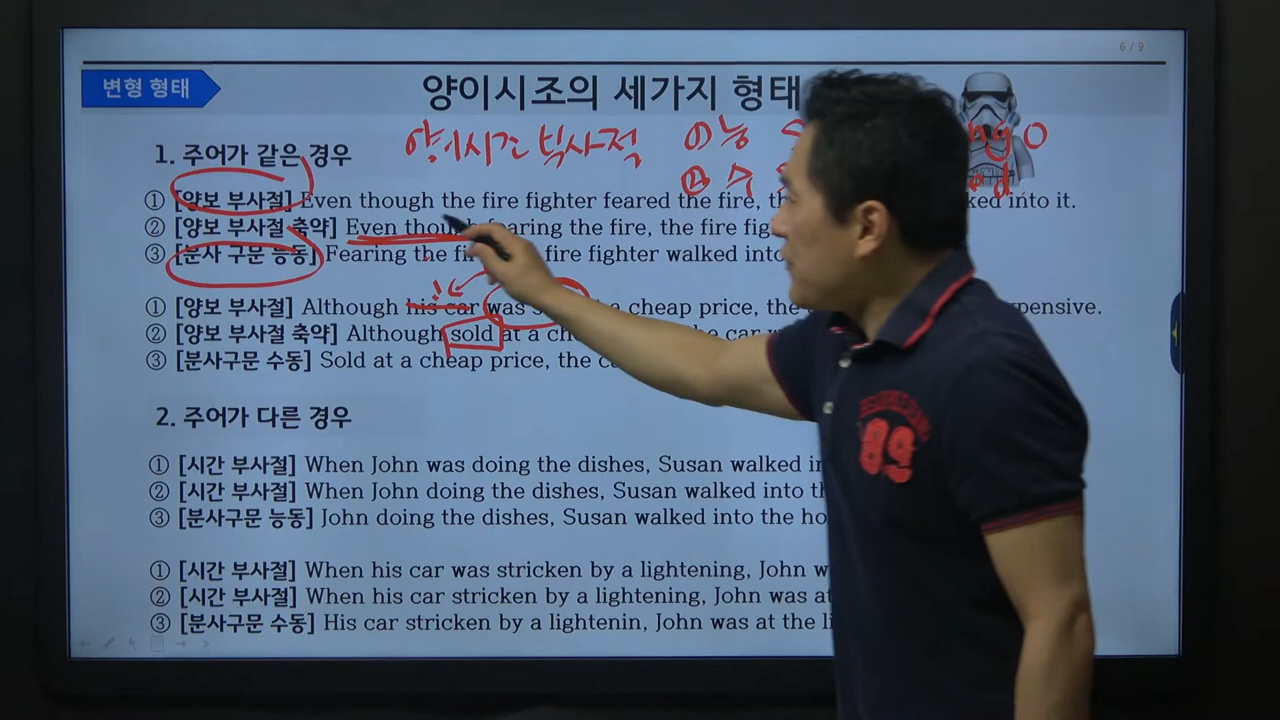 6 / 9
변형 형태
양이시조의 세가지 형태
양이시조 부사절 ① 능 ng O
1. 주어가 같은 경우 ② 수
① [양보 부사절] Even though the fire fighter feared the fire, into it.
② [양보 부사절 축약] Even though fearing the fire, the fire
③ [분사 구문 능동] Fearing the fire fighter walked into
① [양보 부사절] Although his car was a cheap price, the
② [양보 부사절 축약] Although sold at a
③ [분사구문 수동] Sold at a cheap price, the
2. 주어가 다른 경우
① [시간 부사절] When John was doing the dishes, Susan walked
② [시간 부사절] When John doing the dishes, Susan walked into
③ [분사구문 능동] John doing the dishes, Susan walked into the
① [시간 부사절] When his car was stricken by a lightening, John
② [시간 부사절] When his car stricken by a lightening, John was
③ [분사구문 수동] His car stricken by a lightenin, John was at the
89